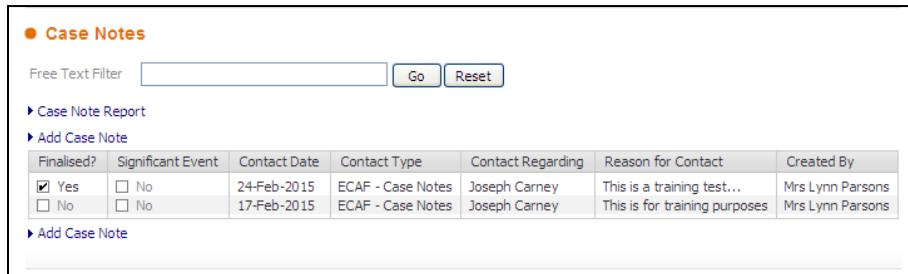 Case Notes
Free Text Filter Go Reset
Case Note Report
Add Case Note
Finalised? Significant Event Contact Date Contact Type Contact Regarding Reason for Contact Created By
Yes No 24-Feb-2015 ECAF - Case Notes Joseph Carney This is a training test... Mrs Lynn Parsons
No No 17-Feb-2015 ECAF - Case Notes Joseph Carney This is for training purposes Mrs Lynn Parsons
Add Case Note